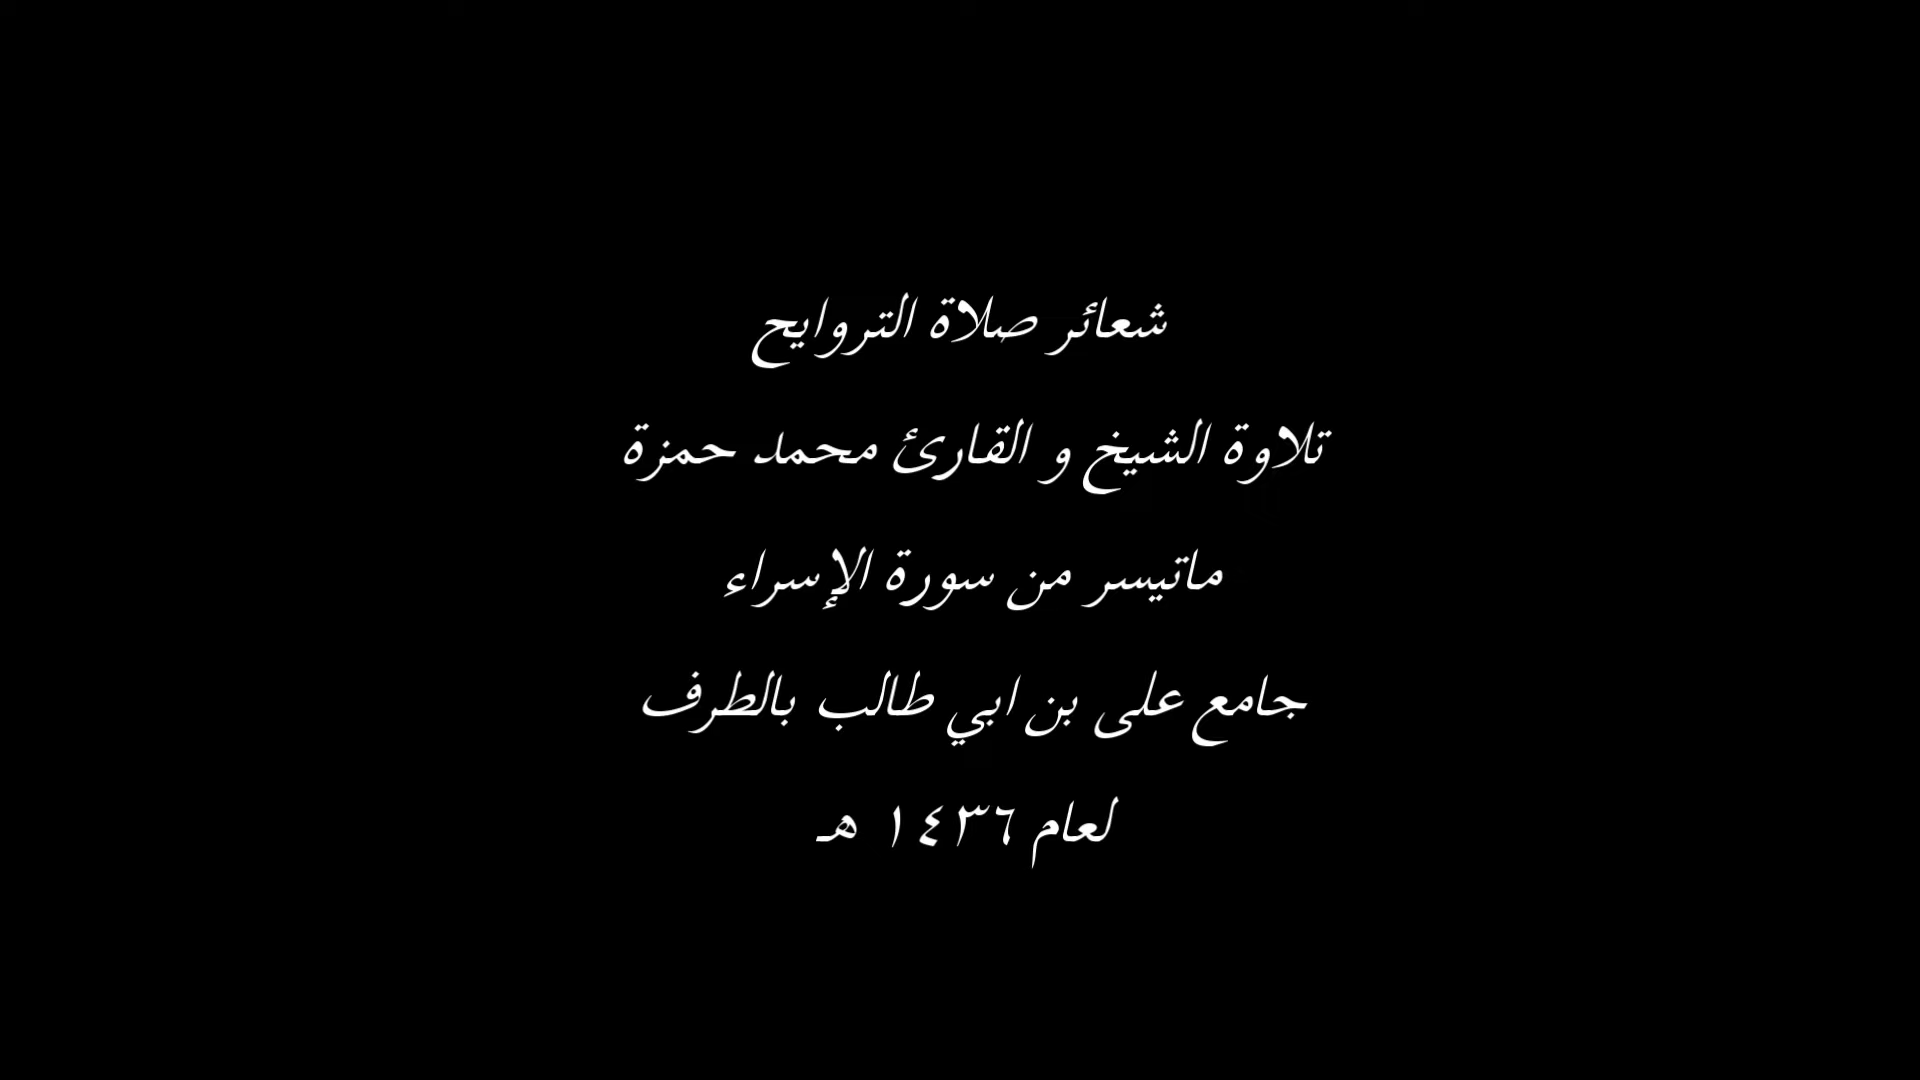 شعائر صلاة التروايح
تلاوة الشيخ و القارئ محمد حمزة
ماتيسر من سورة الإسراء
جامع على بن ابي طالب بالطرف
لعام ١٤٣٦ هـ